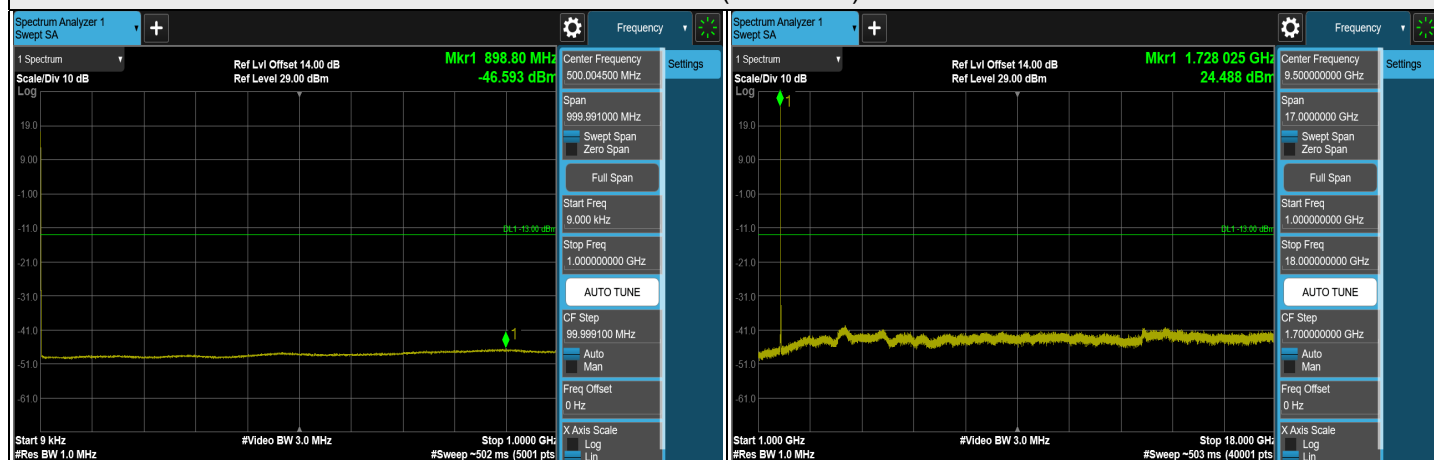 Spectrum Analyzer 1
Swept SA
+
Frequency
1 Spectrum
Scale/Div 10 dB
Log
Ref Lvl Offset 14.00 dB
Ref Level 29.00 dBm
Mkr1 898.80 MHz
-46.593 dBm
19.0
9.00
-1.00
-11.0
-21.0
-31.0
-41.0
-51.0
-61.0
DL1 -13.00 dBm
1
Start 9 kHz
#Res BW 1.0 MHz
#Video BW 3.0 MHz
Stop 1.0000 GHz
#Sweep ~502 ms (5001 pts
Center Frequency
500.004500 MHz
Span
999.991000 MHz
Swept Span
Zero Span
Full Span
Start Freq
9.000 kHz
Stop Freq
1.000000000 GHz
AUTO TUNE
CF Step
99.999100 MHz
Auto
Man
Freq Offset
0 Hz
X Axis Scale
Log
Lin
Settings
Spectrum Analyzer 1
Swept SA
+
Frequency
1 Spectrum
Scale/Div 10 dB
Log
Ref Lvl Offset 14.00 dB
Ref Level 29.00 dBm
Mkr1 1.728 025 GHz
24.488 dBm
1
19.0
9.00
-1.00
-11.0
-21.0
-31.0
-41.0
-51.0
-61.0
DL1 -13.00 dBm
Start 1.000 GHz
#Res BW 1.0 MHz
#Video BW 3.0 MHz
Stop 18.000 GHz
#Sweep ~503 ms (40001 pts
Center Frequency
9.500000000 GHz
Span
17.0000000 GHz
Swept Span
Zero Span
Full Span
Start Freq
1.000000000 GHz
Stop Freq
18.000000000 GHz
AUTO TUNE
CF Step
1.700000000 GHz
Auto
Man
Freq Offset
0 Hz
X Axis Scale
Log
Lin
Settings